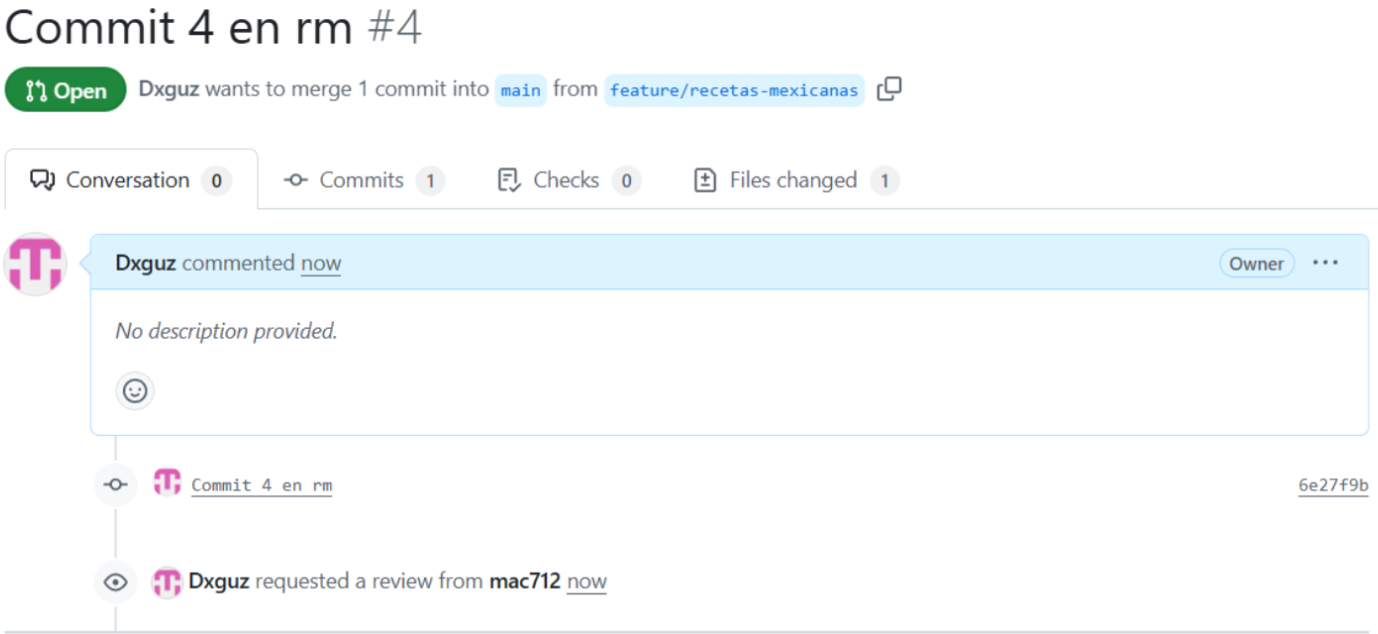 Commit 4 en rm #4
Open Dxguz wants to merge 1 commit into main from feature/recetas-mexicanas
Conversation 0 Commits 1 Checks 0 Files changed 1
Dxguz commented now Owner ...
No description provided.
Commit 4 en rm 6e27f9b
Dxguz requested a review from mac712 now